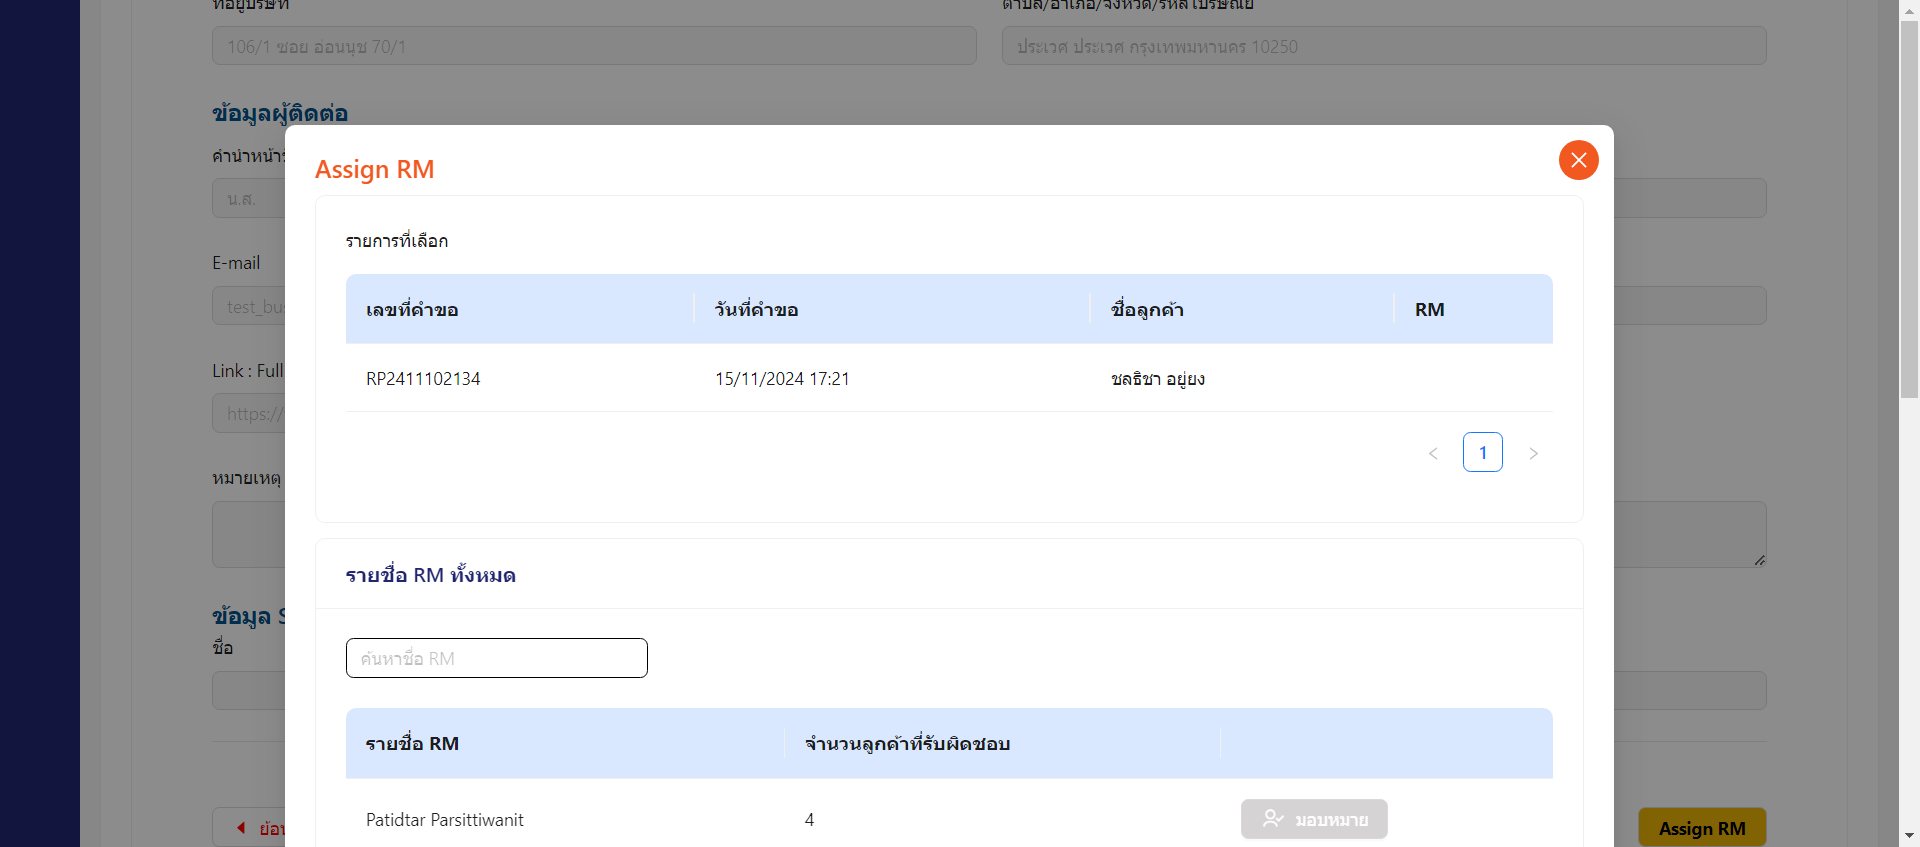 ที่อยู่บริษัท
ตำบล/อำเภอ/จังหวัด/รหัสไปรษณีย์
106/1 ซอย อ่อนนุช 70/1
ประเวศ ประเวศ กรุงเทพมหานคร 10250
ข้อมูลผู้ติดต่อ
คำนำหน้า
น.ส.
E-mail
test_bu
Link : Full
https://
หมายเหตุ
ข้อมูล S
ชื่อ
ย้อน
Assign RM
Assign RM
รายการที่เลือก
เลขที่คำขอ วันที่คำขอ ชื่อลูกค้า RM
RP2411102134 15/11/2024 17:21 ชลธิชา อยู่ยง
< 1 >
รายชื่อ RM ทั้งหมด
ค้นหาชื่อ RM
รายชื่อ RM จำนวนลูกค้าที่รับผิดชอบ
Patidtar Parsittiwanit 4 มอบหมาย